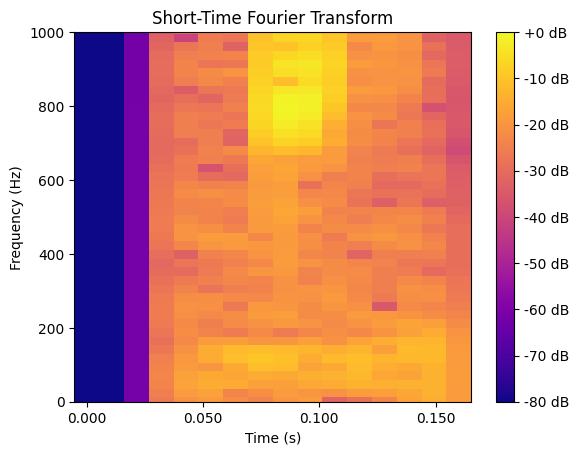 Short-Time Fourier Transform
1000
800
600
400
200
0
Frequency (Hz)
0.000
0.050
0.100
0.150
Time (s)
+0 dB
-10 dB
-20 dB
-30 dB
-40 dB
-50 dB
-60 dB
-70 dB
-80 dB